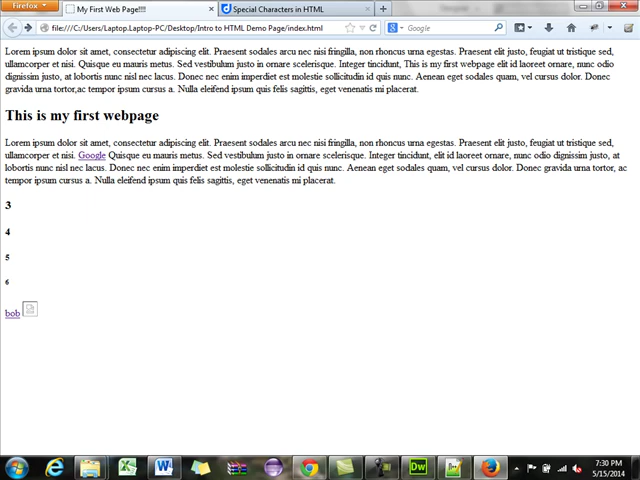 Firefox
My First Web Page!!!!
Special Characters in HTML
file:///C:/Users/Laptop.Laptop-PC/Desktop/Intro to HTML Demo Page/index.html
Google
Lorem ipsum dolor sit amet, consectetur adipiscing elit. Praesent sodales arcu nec nisi fringilla, non rhoncus urna egestas. Praesent elit justo, feugiat ut tristique sed,
ullamcorper et nisi. Quisque eu mauris metus. Sed vestibulum justo in ornare scelerisque. Integer tincidunt, This is my first webpage elit id laoreet ornare, nunc odio
dignissim justo, at lobortis nunc nisl nec lacus. Donec nec enim imperdiet est molestie sollicitudin id quis nunc. Aenean eget sodales quam, vel cursus dolor. Donec
gravida urna tortor,ac tempor ipsum cursus a. Nulla eleifend ipsum quis felis sagittis, eget venenatis mi placerat.
This is my first webpage
Lorem ipsum dolor sit amet, consectetur adipiscing elit. Praesent sodales arcu nec nisi fringilla, non rhoncus urna egestas. Praesent elit justo, feugiat ut tristique sed,
ullamcorper et nisi. Google Quisque eu mauris metus. Sed vestibulum justo in ornare scelerisque. Integer tincidunt, elit id laoreet ornare, nunc odio dignissim justo, at
lobortis nunc nisl nec lacus. Donec nec enim imperdiet est molestie sollicitudin id quis nunc. Aenean eget sodales quam, vel cursus dolor. Donec gravida urna tortor, ac
tempor ipsum cursus a. Nulla eleifend ipsum quis felis sagittis, eget venenatis mi placerat.
3
4
5
6
bob
Dw
7:30 PM
5/15/2014